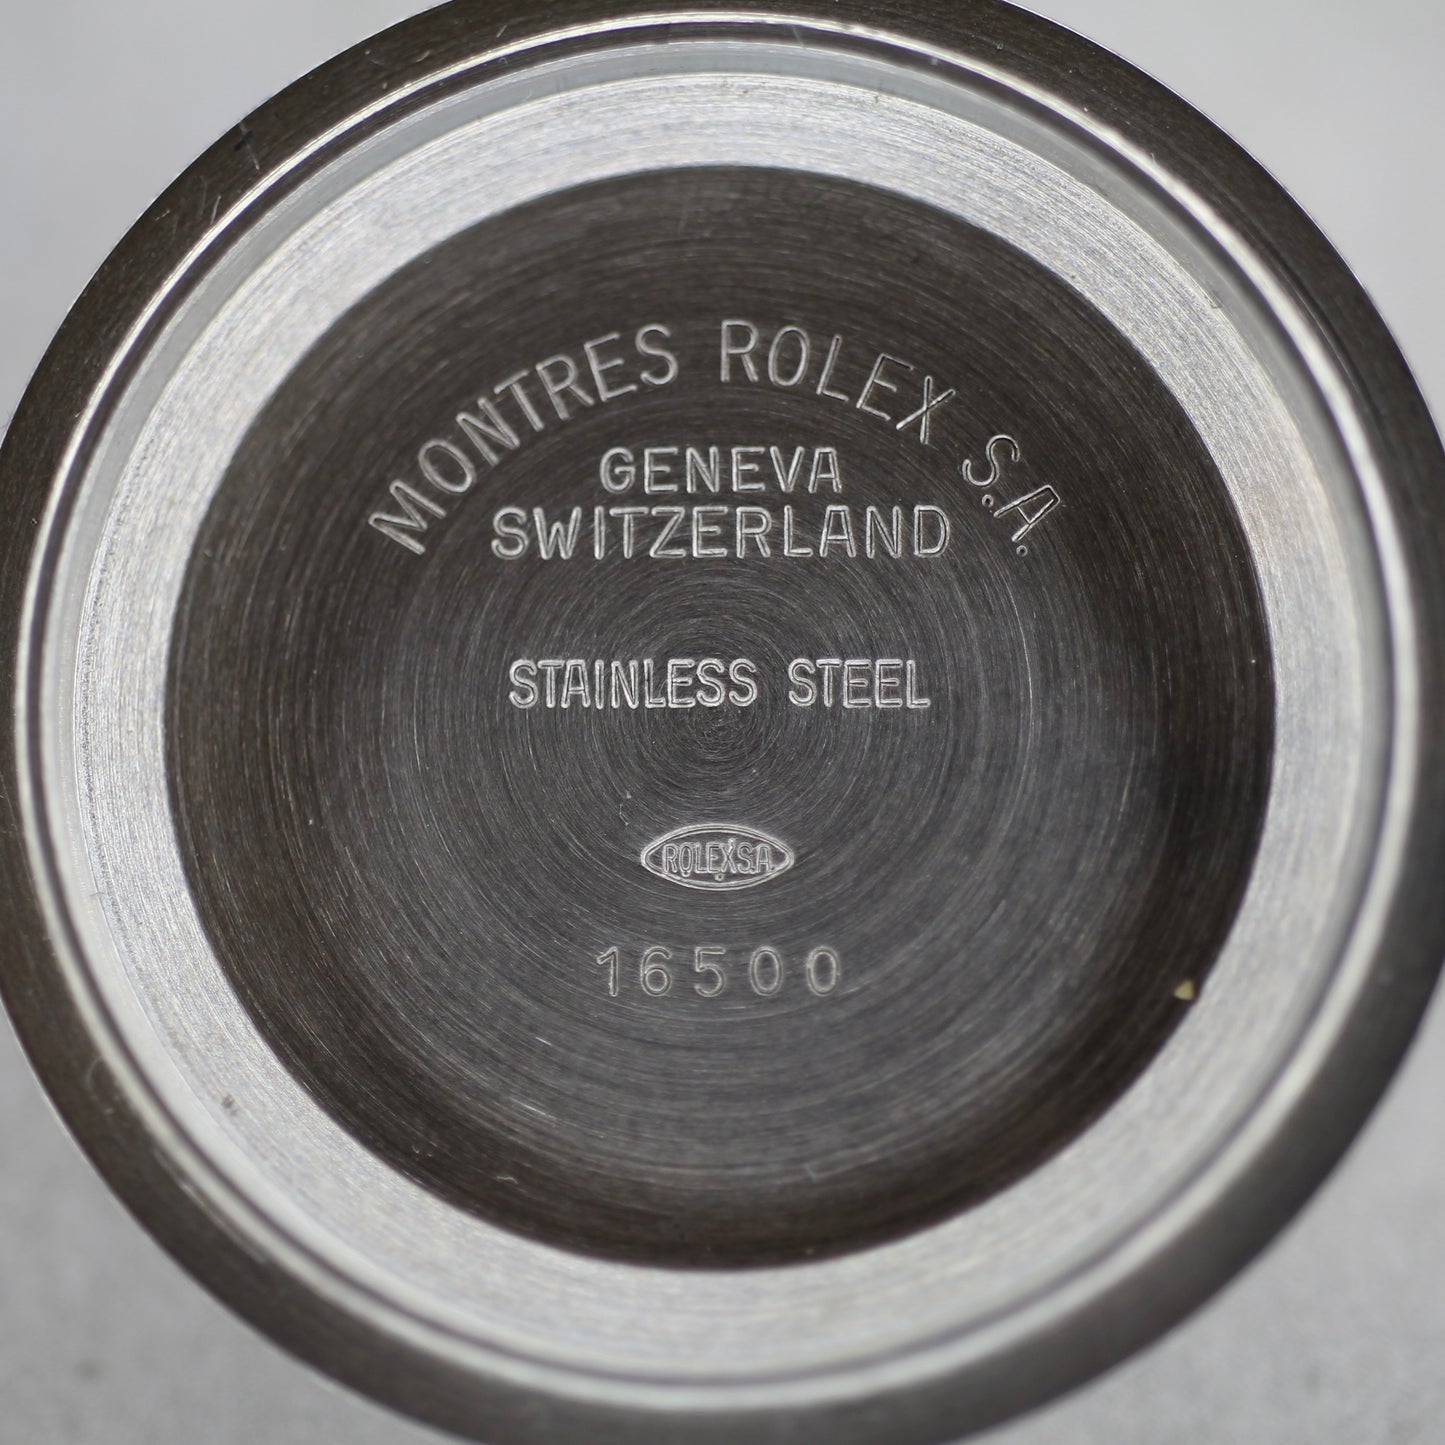 MONTRES ROLEX S.A.
GENEVA
SWITZERLAND
STAINLESS STEEL
ROLEX S.A.
16500